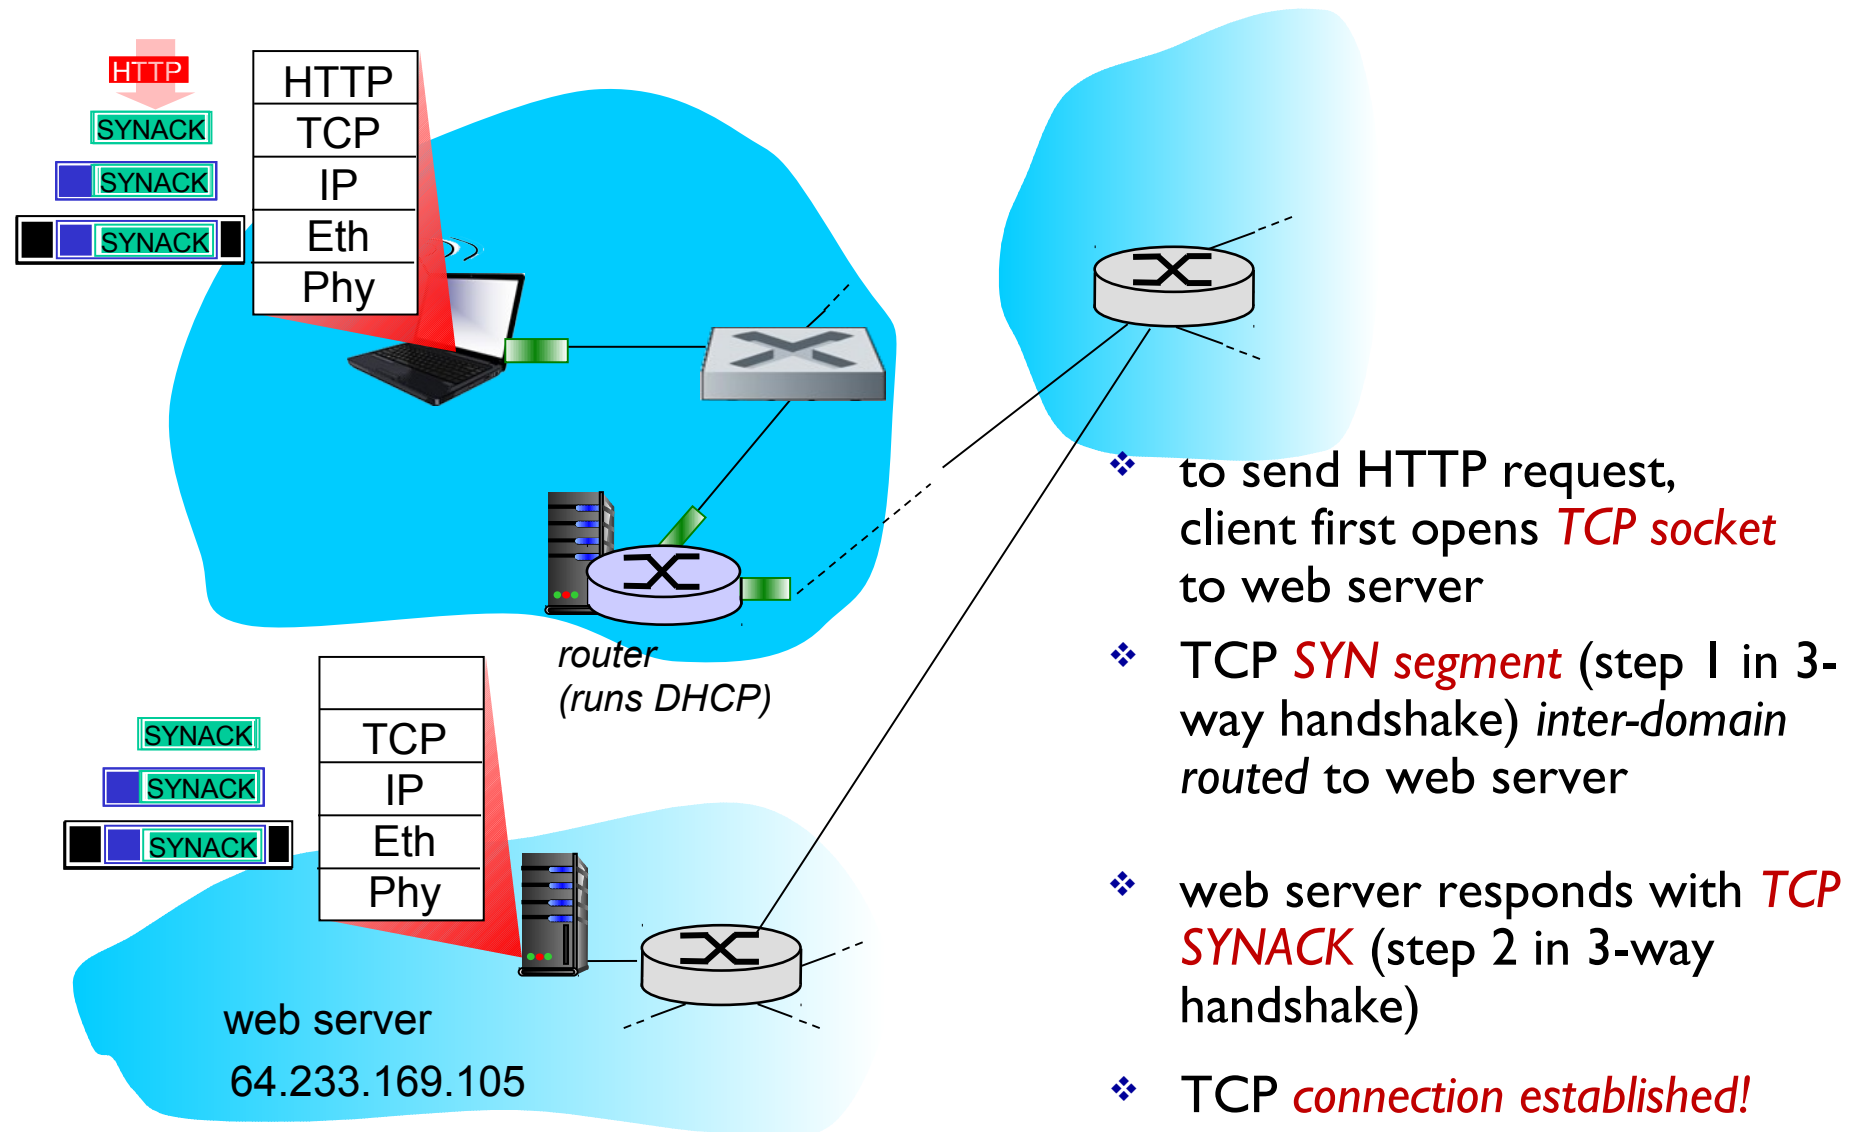 HTTP
SYNACK
SYNACK
SYNACK
HTTP
TCP
IP
Eth
Phy
router
(runs DHCP)
SYNACK
SYNACK
SYNACK
TCP
IP
Eth
Phy
web server
64.233.169.105
❖ to send HTTP request,
client first opens TCP socket
to web server
❖ TCP SYN segment (step 1 in 3-
way handshake) inter-domain
routed to web server
❖ web server responds with TCP
SYNACK (step 2 in 3-way
handshake)
❖ TCP connection established!